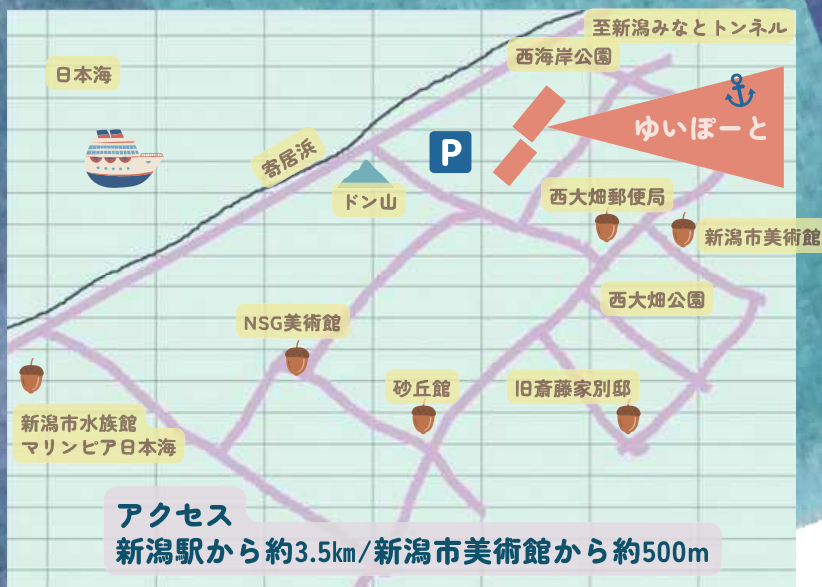 至新潟みなとトンネル
西海岸公園
日本海
P
ゆいぽーと
寄居浜
ドン山
西大畑郵便局
新潟市美術館
西大畑公園
NSG美術館
砂丘館
旧斎藤家別邸
新潟市水族館
マリンピア日本海
アクセス
新潟駅から約3.5㎞/新潟市美術館から約500m